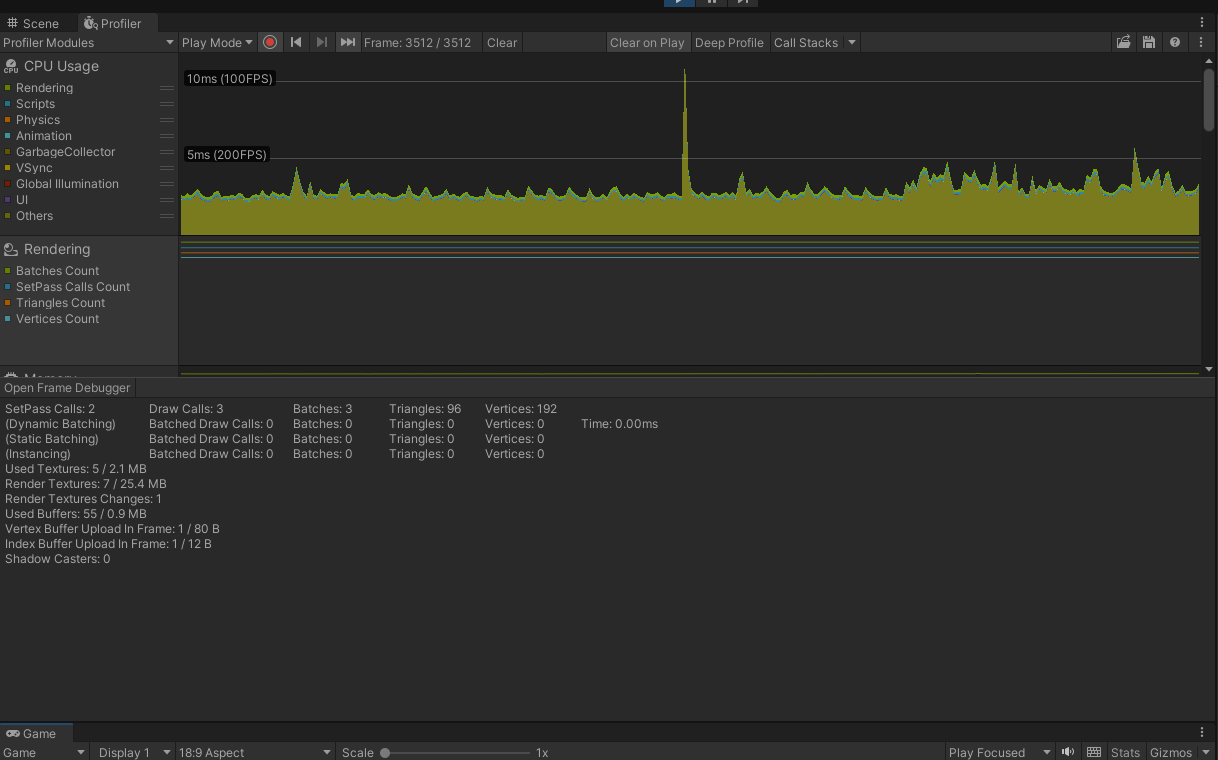 Scene Profiler
Profiler Modules Play Mode Frame: 3512 / 3512 Clear Clear on Play Deep Profile Call Stacks
CPU Usage
Rendering
Scripts
Physics
Animation
GarbageCollector
VSync
Global Illumination
UI
Others
10ms (100FPS)
5ms (200FPS)
Rendering
Batches Count
SetPass Calls Count
Triangles Count
Vertices Count
Open Frame Debugger
SetPass Calls: 2 Draw Calls: 3 Batches: 3 Triangles: 96 Vertices: 192
(Dynamic Batching) Batched Draw Calls: 0 Batches: 0 Triangles: 0 Vertices: 0 Time: 0.00ms
(Static Batching) Batched Draw Calls: 0 Batches: 0 Triangles: 0 Vertices: 0
(Instancing) Batched Draw Calls: 0 Batches: 0 Triangles: 0 Vertices: 0
Used Textures: 5 / 2.1 MB
Render Textures: 7 / 25.4 MB
Render Textures Changes: 1
Used Buffers: 55 / 0.9 MB
Vertex Buffer Upload In Frame: 1 / 80 B
Index Buffer Upload In Frame: 1 / 12 B
Shadow Casters: 0
Game
Game Display 1 18:9 Aspect Scale 1x Play Focused Stats Gizmos